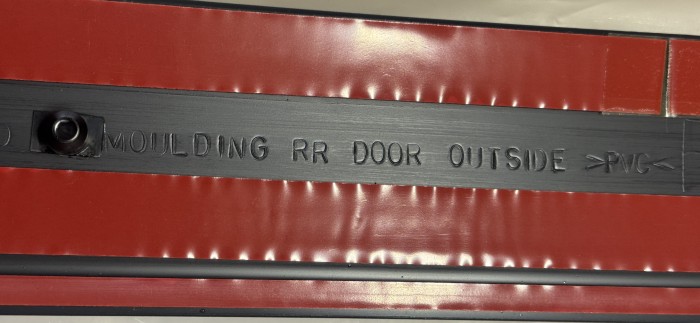 MOULDING RR DOOR OUTSIDE >PVC<